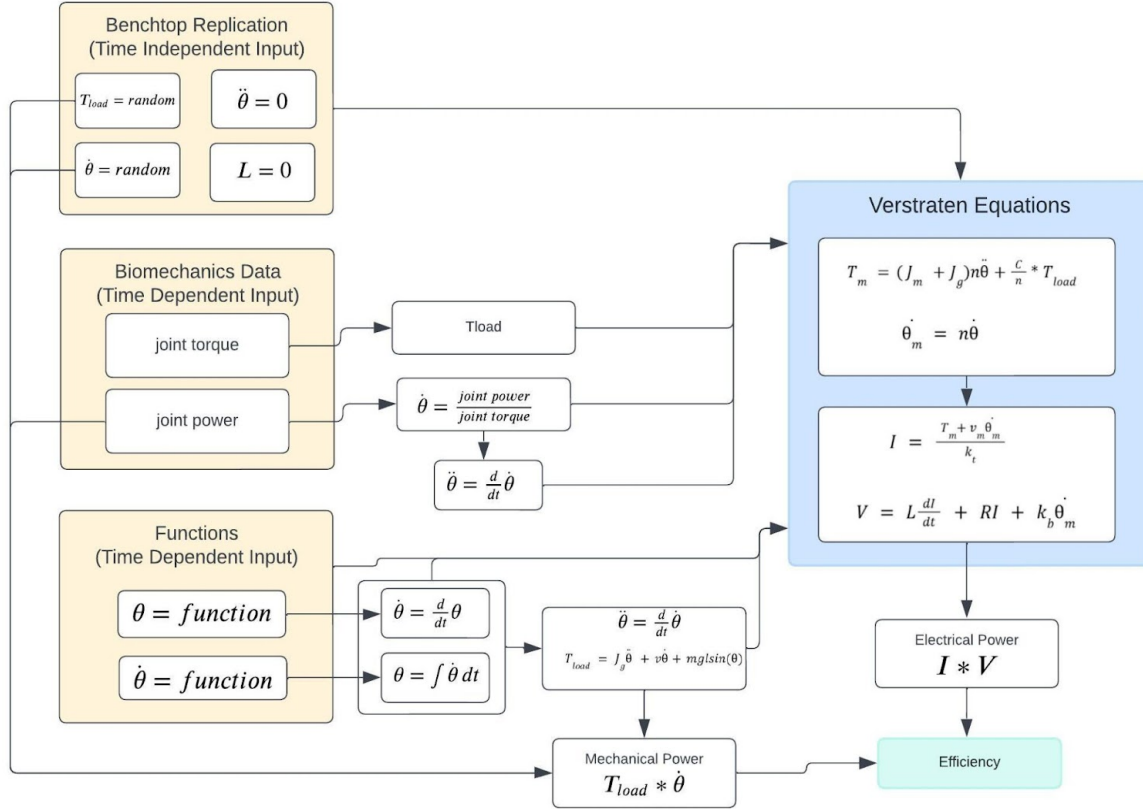 Benchtop Replication
(Time Independent Input)
T_load = random
θ̈ = 0
θ̇ = random
L = 0
Biomechanics Data
(Time Dependent Input)
joint torque
joint power
Tload
θ̇ = joint power / joint torque
θ̈ = d/dt θ̇
Functions
(Time Dependent Input)
θ = function
θ̇ = function
θ̇ = d/dt θ
θ = ∫ θ̇ dt
θ̈ = d/dt θ̇
T_load = J_g θ̈ + vθ̇ + mglsin(θ)
Mechanical Power
T_load * θ̇
Verstraten Equations
T_m = (J_m + J_g)nθ̈ + C/n * T_load
θ̇_m = nθ̇
I = (T_m + v_m θ̇_m) / k_t
V = L dI/dt + RI + k_b θ̇_m
Electrical Power
I * V
Efficiency